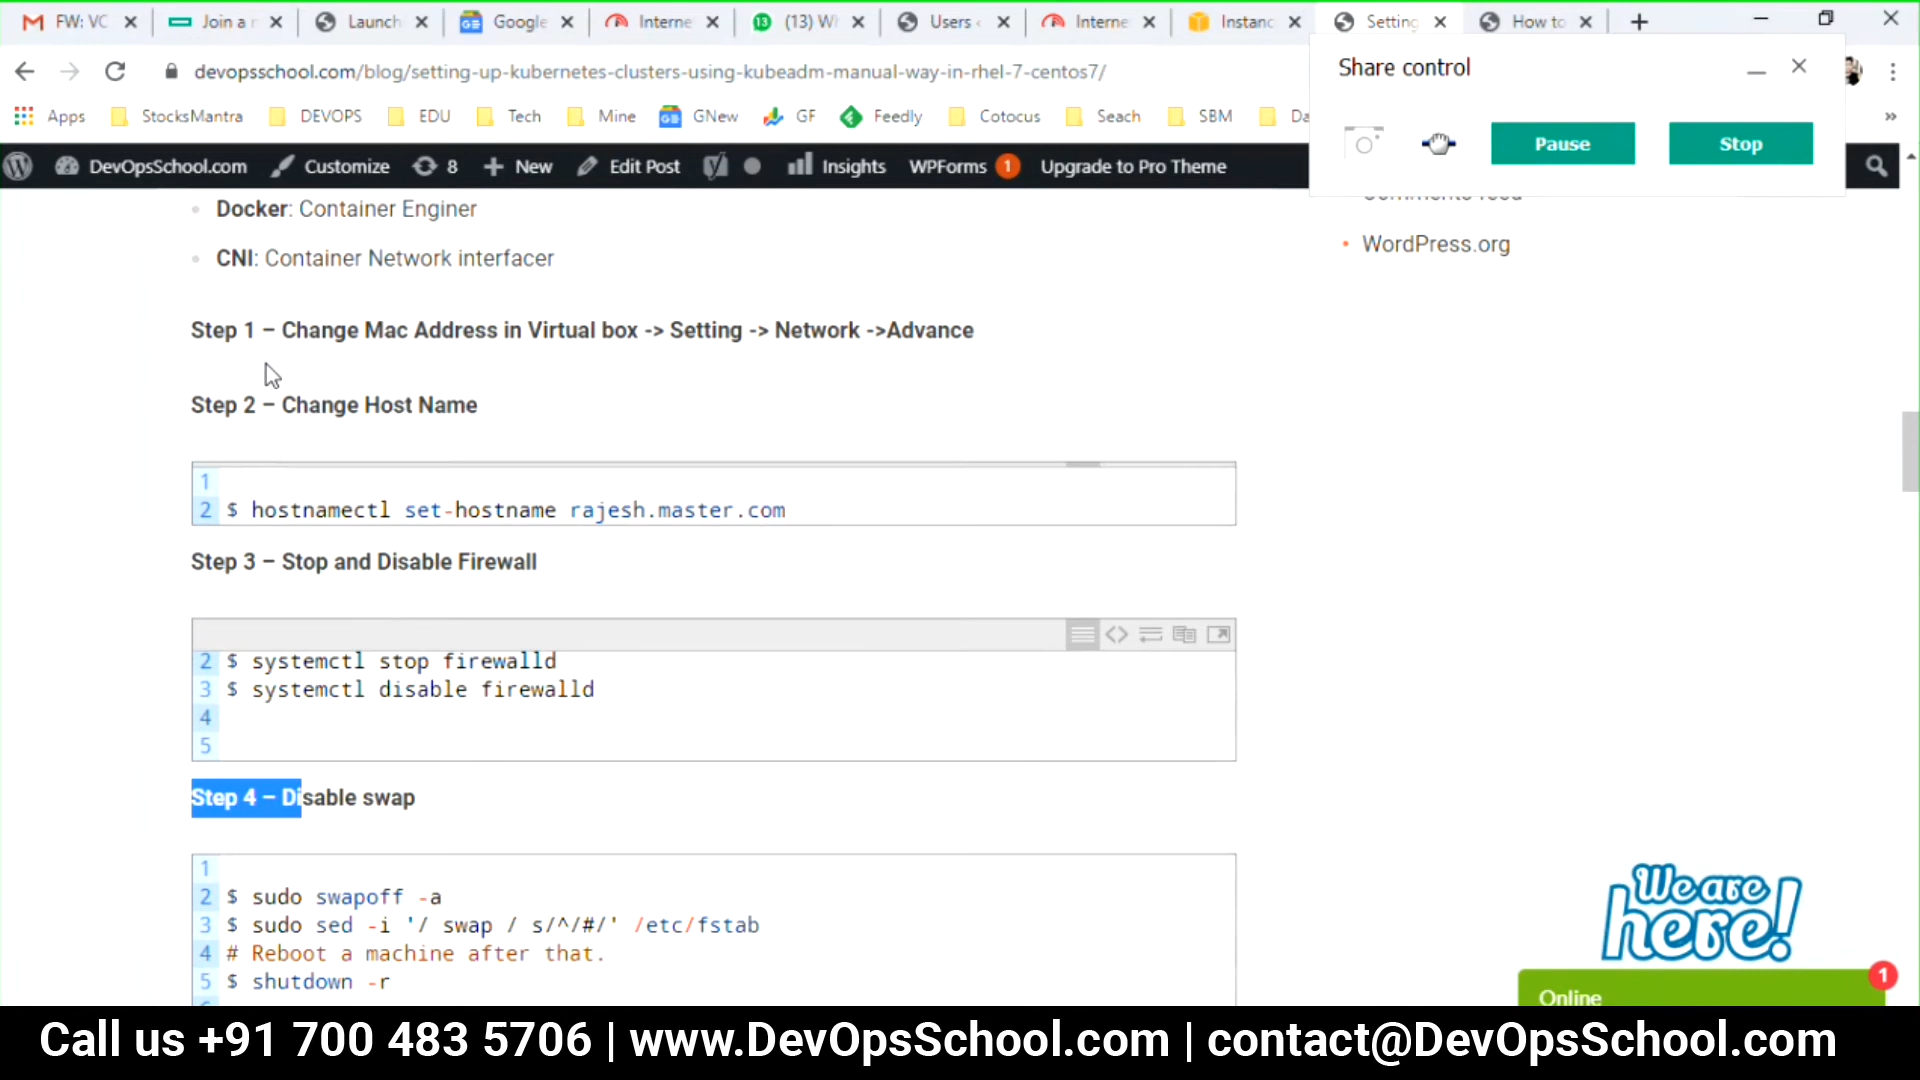 FW: VC
Join a
Launch
Google
Interne
13
(13) W
Users
Interne
Instanc
Setting
How to
devopsschool.com/blog/setting-up-kubernetes-clusters-using-kubeadm-manual-way-in-rhel-7-centos7/
Share control
Apps
StocksMantra
DEVOPS
EDU
Tech
Mine
GE
GNew
GF
Feedly
Cotocus
Seach
SBM
Da
»
Pause
Stop
DevOpsSchool.com
Customize
8
New
Edit Post
Insights
WPForms 1
Upgrade to Pro Theme
Comments feed
WordPress.org
Docker: Container Enginer
CNI: Container Network interfacer
Step 1 – Change Mac Address in Virtual box -> Setting -> Network ->Advance
Step 2 – Change Host Name
1
2 $ hostnamectl set-hostname rajesh.master.com
Step 3 – Stop and Disable Firewall
2 $ systemctl stop firewalld
3 $ systemctl disable firewalld
4
5
Step 4 – Disable swap
1
2 $ sudo swapoff -a
3 $ sudo sed -i '/ swap / s/^/#/' /etc/fstab
4 # Reboot a machine after that.
5 $ shutdown -r
We are
here!
1
Online
Call us +91 700 483 5706 | www.DevOpsSchool.com | contact@DevOpsSchool.com